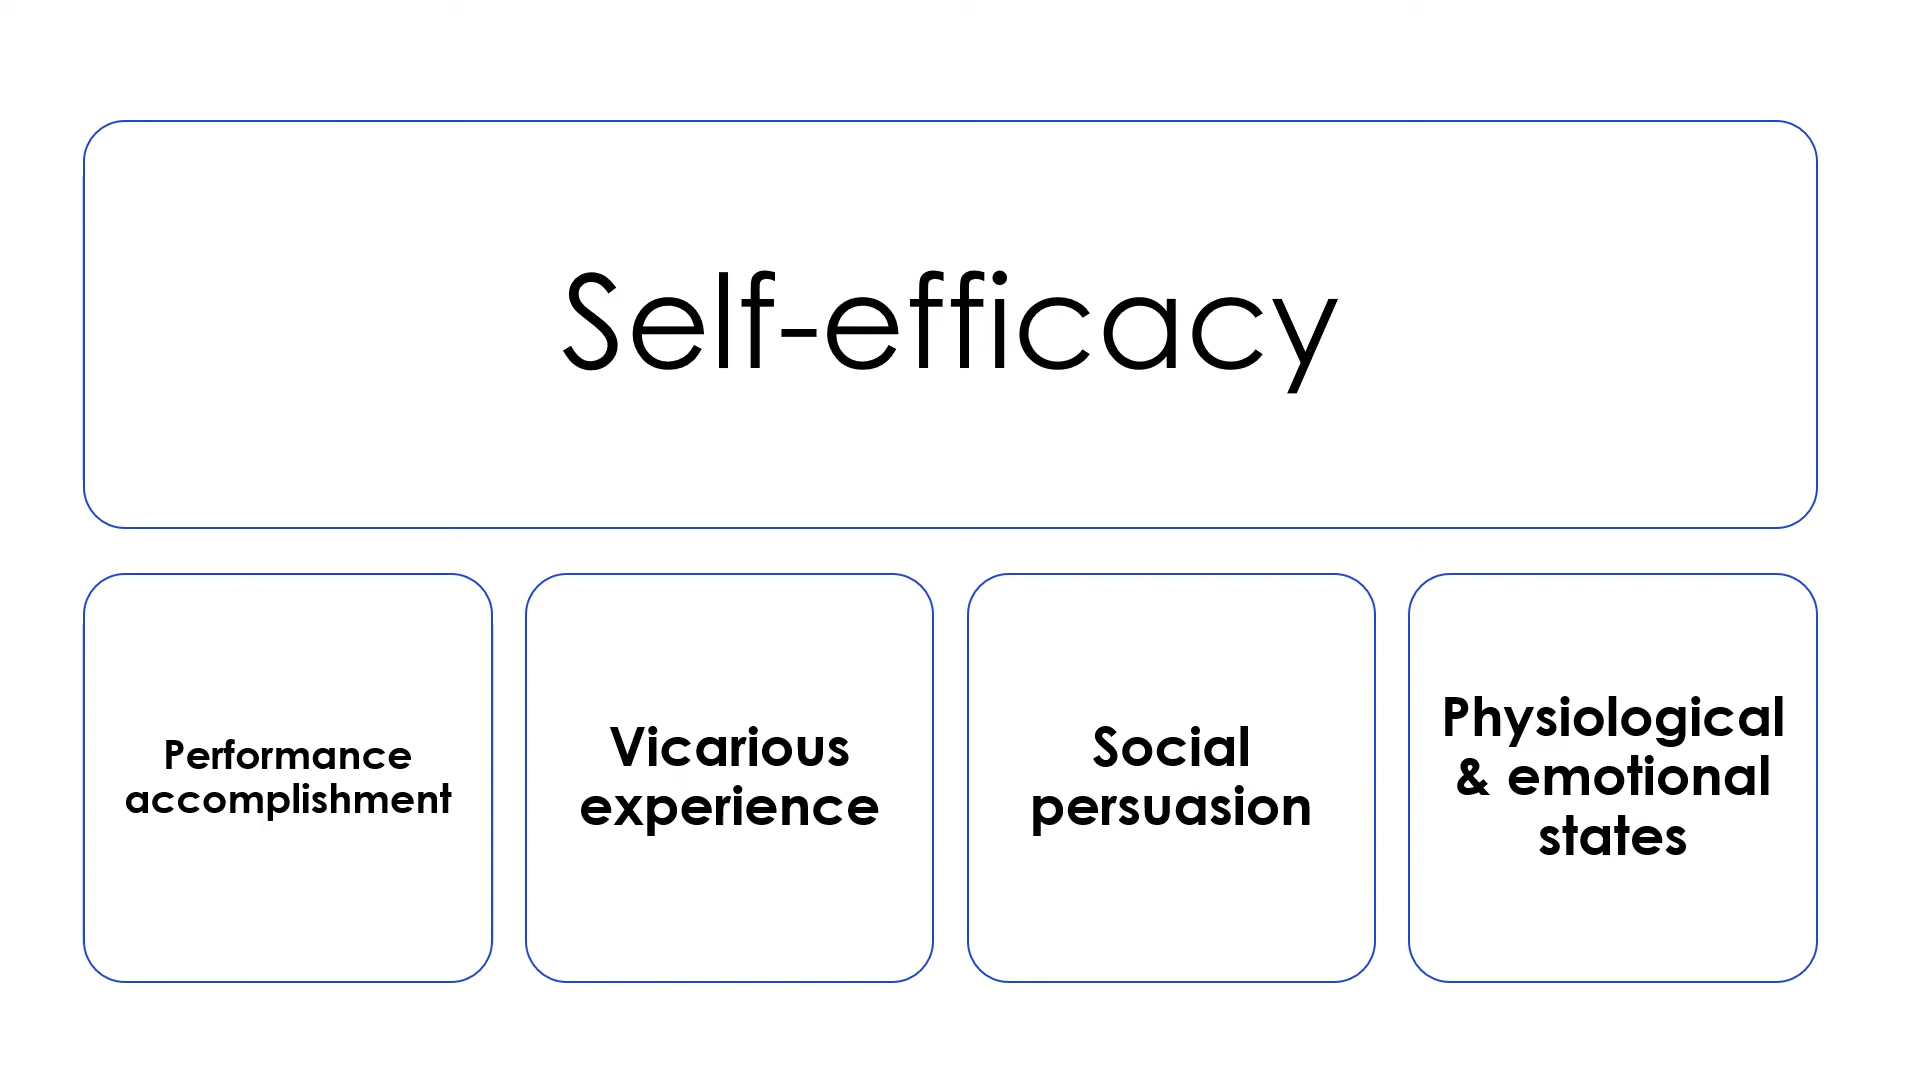 Self-efficacy
Performance
accomplishment
Vicarious
experience
Social
persuasion
Physiological
& emotional
states